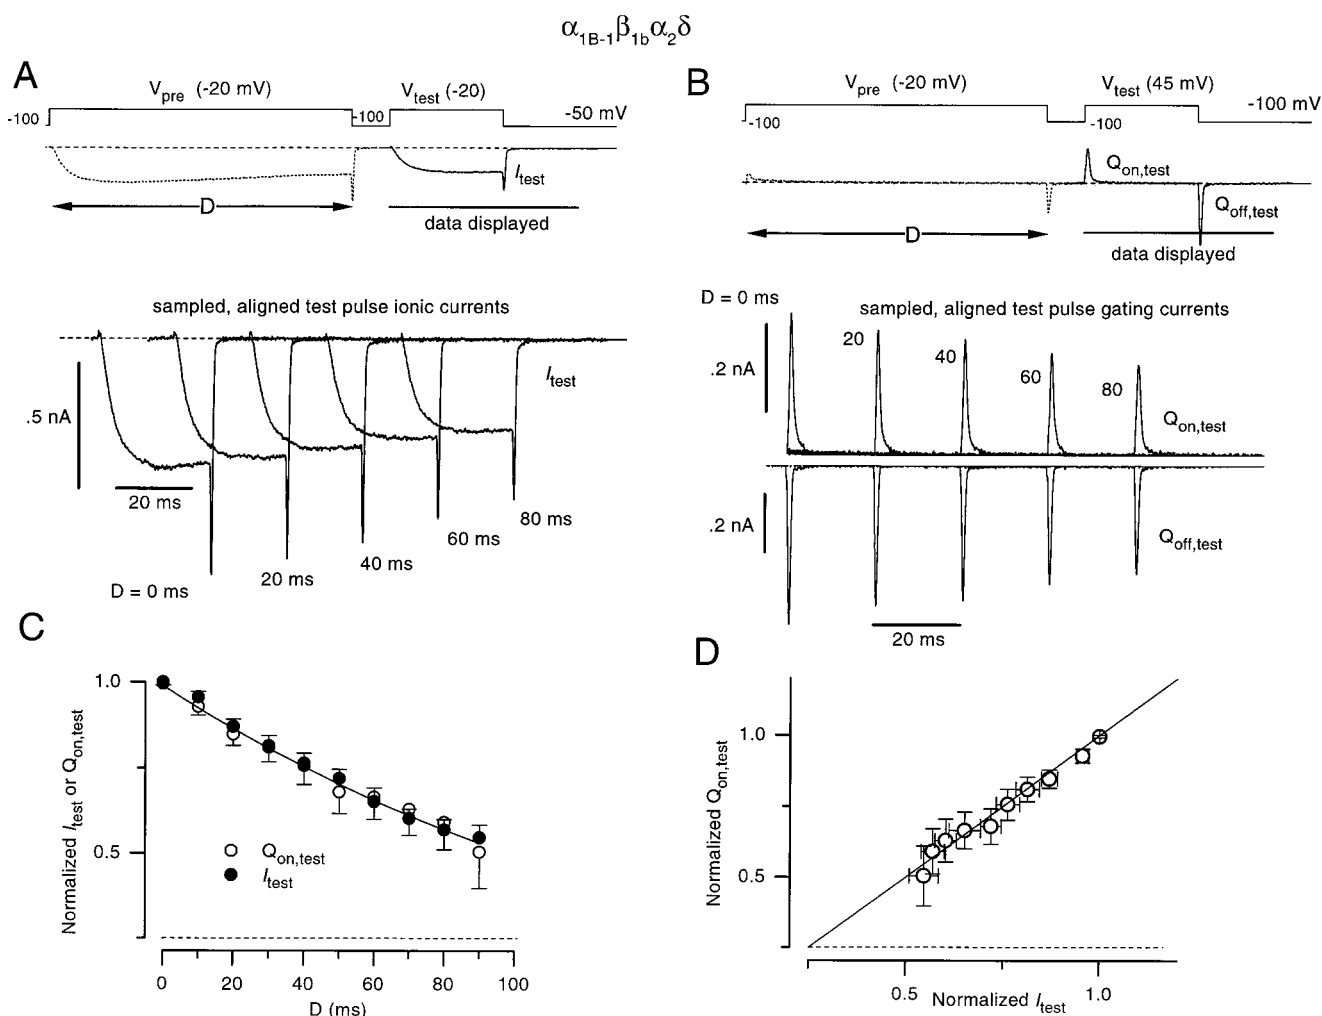 α1B-1β1bα2δ
A
Vpre (-20 mV)
Vtest (-20)
-100
-100
-50 mV
Itest
D
data displayed
sampled, aligned test pulse ionic currents
Itest
.5 nA
20 ms
D = 0 ms
20 ms
40 ms
60 ms
80 ms
B
Vpre (-20 mV)
Vtest (45 mV)
-100 mV
-100
-100
Qon,test
Qoff,test
D
data displayed
D = 0 ms
sampled, aligned test pulse gating currents
20
40
60
80
.2 nA
Qon,test
.2 nA
Qoff,test
20 ms
C
1.0
0.5
Normalized Itest or Qon,test
Qon,test
Itest
0
20
40
60
80
100
D (ms)
D
1.0
0.5
Normalized Qon,test
0.5
1.0
Normalized Itest